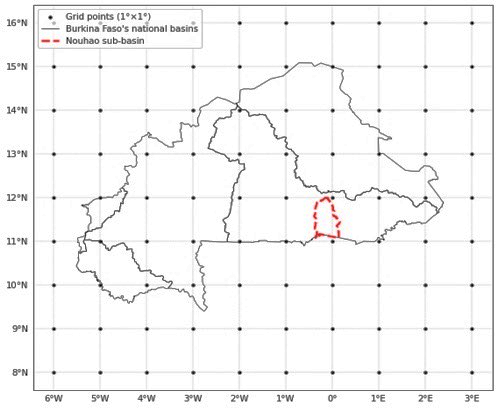 Grid points (1°×1°)
Burkina Faso's national basins
Nouhao sub-basin
16°N
15°N
14°N
13°N
12°N
11°N
10°N
9°N
8°N
6°W 5°W 4°W 3°W 2°W 1°W 0° 1°E 2°E 3°E